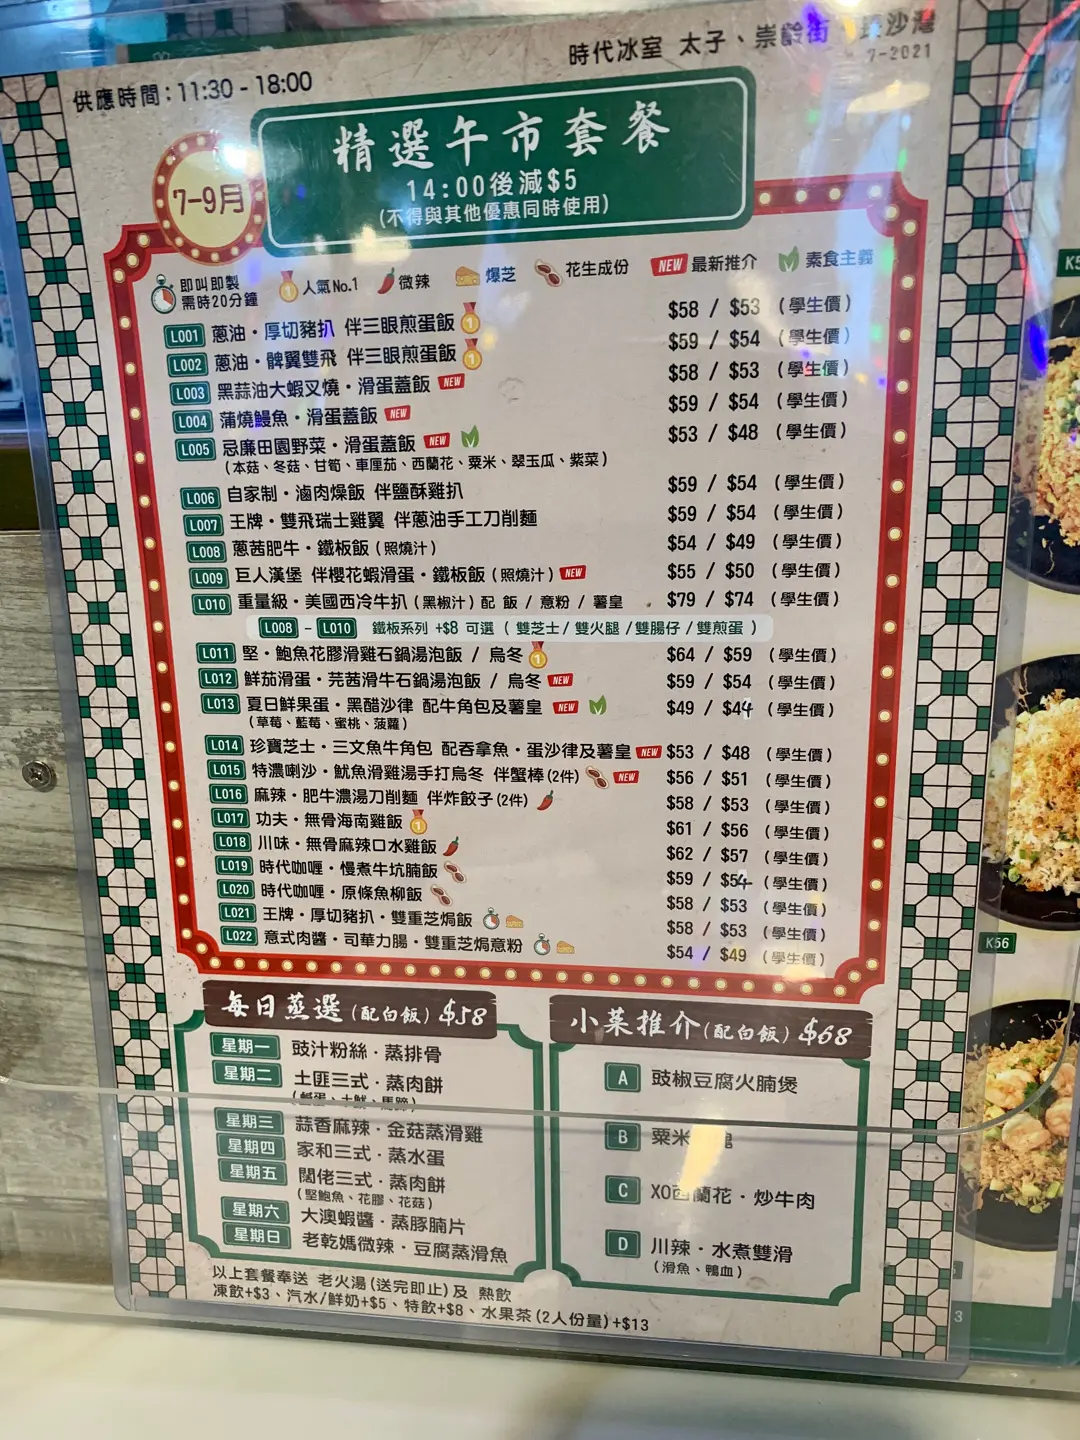 時代冰室 太子、崇齡街 沙灣
7-2021
供應時間:11:30 - 18:00
精選午市套餐
14:00後減$5
(不得與其他優惠同時使用)
7-9月
即叫即製
需時20分鐘
人氣No.1
微辣
爆芝
花生成份
NEW 最新推介
素食主義
L001 蔥油·厚切豬扒 伴三眼煎蛋飯 1 $58 / $53 (學生價)
L002 蔥油·髀翼雙飛 伴三眼煎蛋飯 1 $59 / $54 (學生價)
L003 黑蒜油大蝦叉燒·滑蛋蓋飯 NEW $58 / $53 (學生價)
L004 蒲燒鰻魚·滑蛋蓋飯 NEW $59 / $54 (學生價)
L005 忌廉田園野菜·滑蛋蓋飯 NEW $53 / $48 (學生價)
(本菇、冬菇、甘筍、車厘茄、西蘭花、粟米、翠玉瓜、紫菜)
L006 自家制·滷肉燥飯 伴鹽酥雞扒 $59 / $54 (學生價)
L007 王牌·雙飛瑞士雞翼 伴蔥油手工刀削麵 $59 / $54 (學生價)
L008 蔥茜肥牛·鐵板飯 (照燒汁) $54 / $49 (學生價)
L009 巨人漢堡 伴櫻花蝦滑蛋·鐵板飯 (照燒汁) NEW $55 / $50 (學生價)
L010 重量級·美國西冷牛扒 (黑椒汁) 配 飯 / 意粉 / 薯皇 $79 / $74 (學生價)
L008 - L010 鐵板系列 +$8 可選 ( 雙芝士 / 雙火腿 / 雙腸仔 / 雙煎蛋 )
L011 堅·鮑魚花膠滑雞石鍋湯泡飯 / 烏冬 1 $64 / $59 (學生價)
L012 鮮茄滑蛋·芫茜滑牛石鍋湯泡飯 / 烏冬 NEW $59 / $54 (學生價)
L013 夏日鮮果蛋·黑醋沙律 配牛角包及薯皇 NEW $49 / $44 (學生價)
(草莓、藍莓、蜜桃、菠蘿)
L014 珍寶芝士·三文魚牛角包 配吞拿魚·蛋沙律及薯皇 NEW $53 / $48 (學生價)
L015 特濃喇沙·魷魚滑雞湯手打烏冬 伴蟹棒(2件) NEW $56 / $51 (學生價)
L016 麻辣·肥牛濃湯刀削麵 伴炸餃子(2件) $58 / $53 (學生價)
L017 功夫·無骨海南雞飯 1 $61 / $56 (學生價)
L018 川味·無骨麻辣口水雞飯 $62 / $57 (學生價)
L019 時代咖喱·慢煮牛坑腩飯 $59 / $54 (學生價)
L020 時代咖喱·原條魚柳飯 $58 / $53 (學生價)
L021 王牌·厚切豬扒·雙重芝焗飯 $58 / $53 (學生價)
L022 意式肉醬·司華力腸·雙重芝焗意粉 $54 / $49 (學生價)
每日蒸選(配白飯) $58
星期一 豉汁粉絲·蒸排骨
星期二 土匪三式·蒸肉餅
(鹹蛋、土魷、馬蹄)
星期三 蒜香麻辣·金菇蒸滑雞
星期四 家和三式·蒸水蛋
星期五 闊佬三式·蒸肉餅
(堅鮑魚、花膠、花菇)
星期六 大澳蝦醬·蒸豚腩片
星期日 老乾媽微辣·豆腐蒸滑魚
小菜推介(配白飯) $68
A 豉椒豆腐火腩煲
B 粟米
C XO西蘭花·炒牛肉
D 川辣·水煮雙滑
(滑魚、鴨血)
以上套餐奉送 老火湯(送完即止)及 熱飲
凍飲+$3、汽水/鮮奶+$5、特飲+$8、水果茶(2人份量)+$13
K56
3